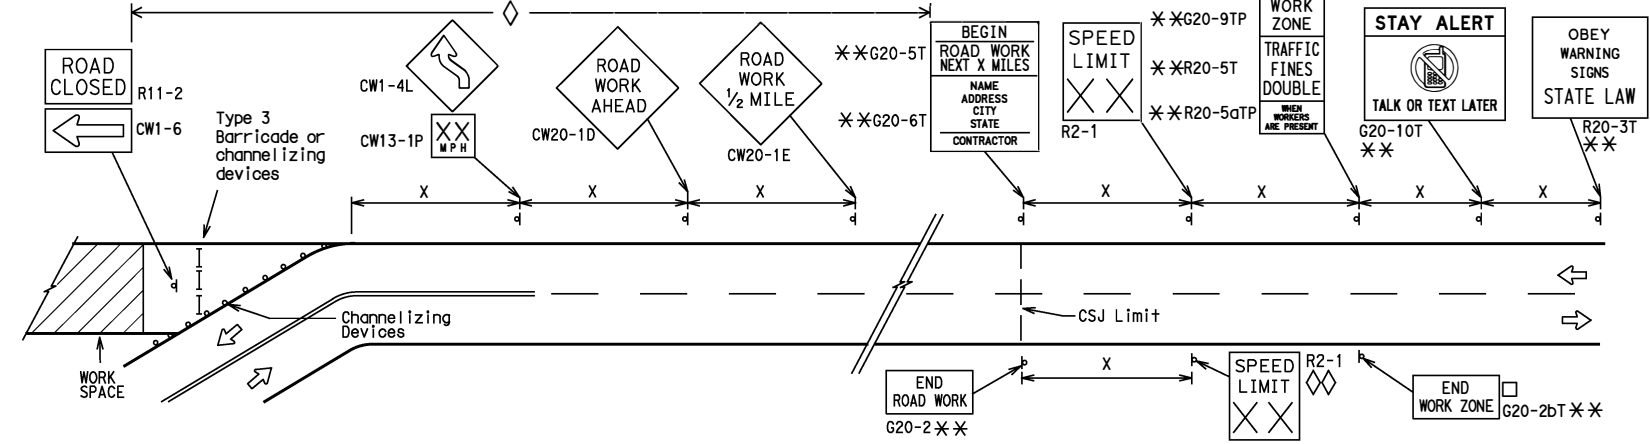 ROAD
CLOSED
R11-2
CW1-6
Type 3
Barricade or
channelizing
devices
CW1-4L
XX
MPH
CW13-1P
ROAD
WORK
AHEAD
CW20-1D
ROAD
WORK
1/2 MILE
CW20-1E
**G20-5T
**G20-6T
BEGIN
ROAD WORK
NEXT X MILES
NAME
ADDRESS
CITY
STATE
CONTRACTOR
SPEED
LIMIT
XX
R2-1
**G20-9TP
**R20-5T
**R20-5aTP
WORK
ZONE
TRAFFIC
FINES
DOUBLE
WHEN
WORKERS
ARE PRESENT
STAY ALERT
TALK OR TEXT LATER
G20-10T
**
OBEY
WARNING
SIGNS
STATE LAW
R20-3T
**
X
X
X
X
X
X
X
Channelizing
Devices
CSJ Limit
WORK
SPACE
END
ROAD WORK
G20-2**
X
SPEED
LIMIT
XX
R2-1
END
WORK ZONE
G20-2bT**